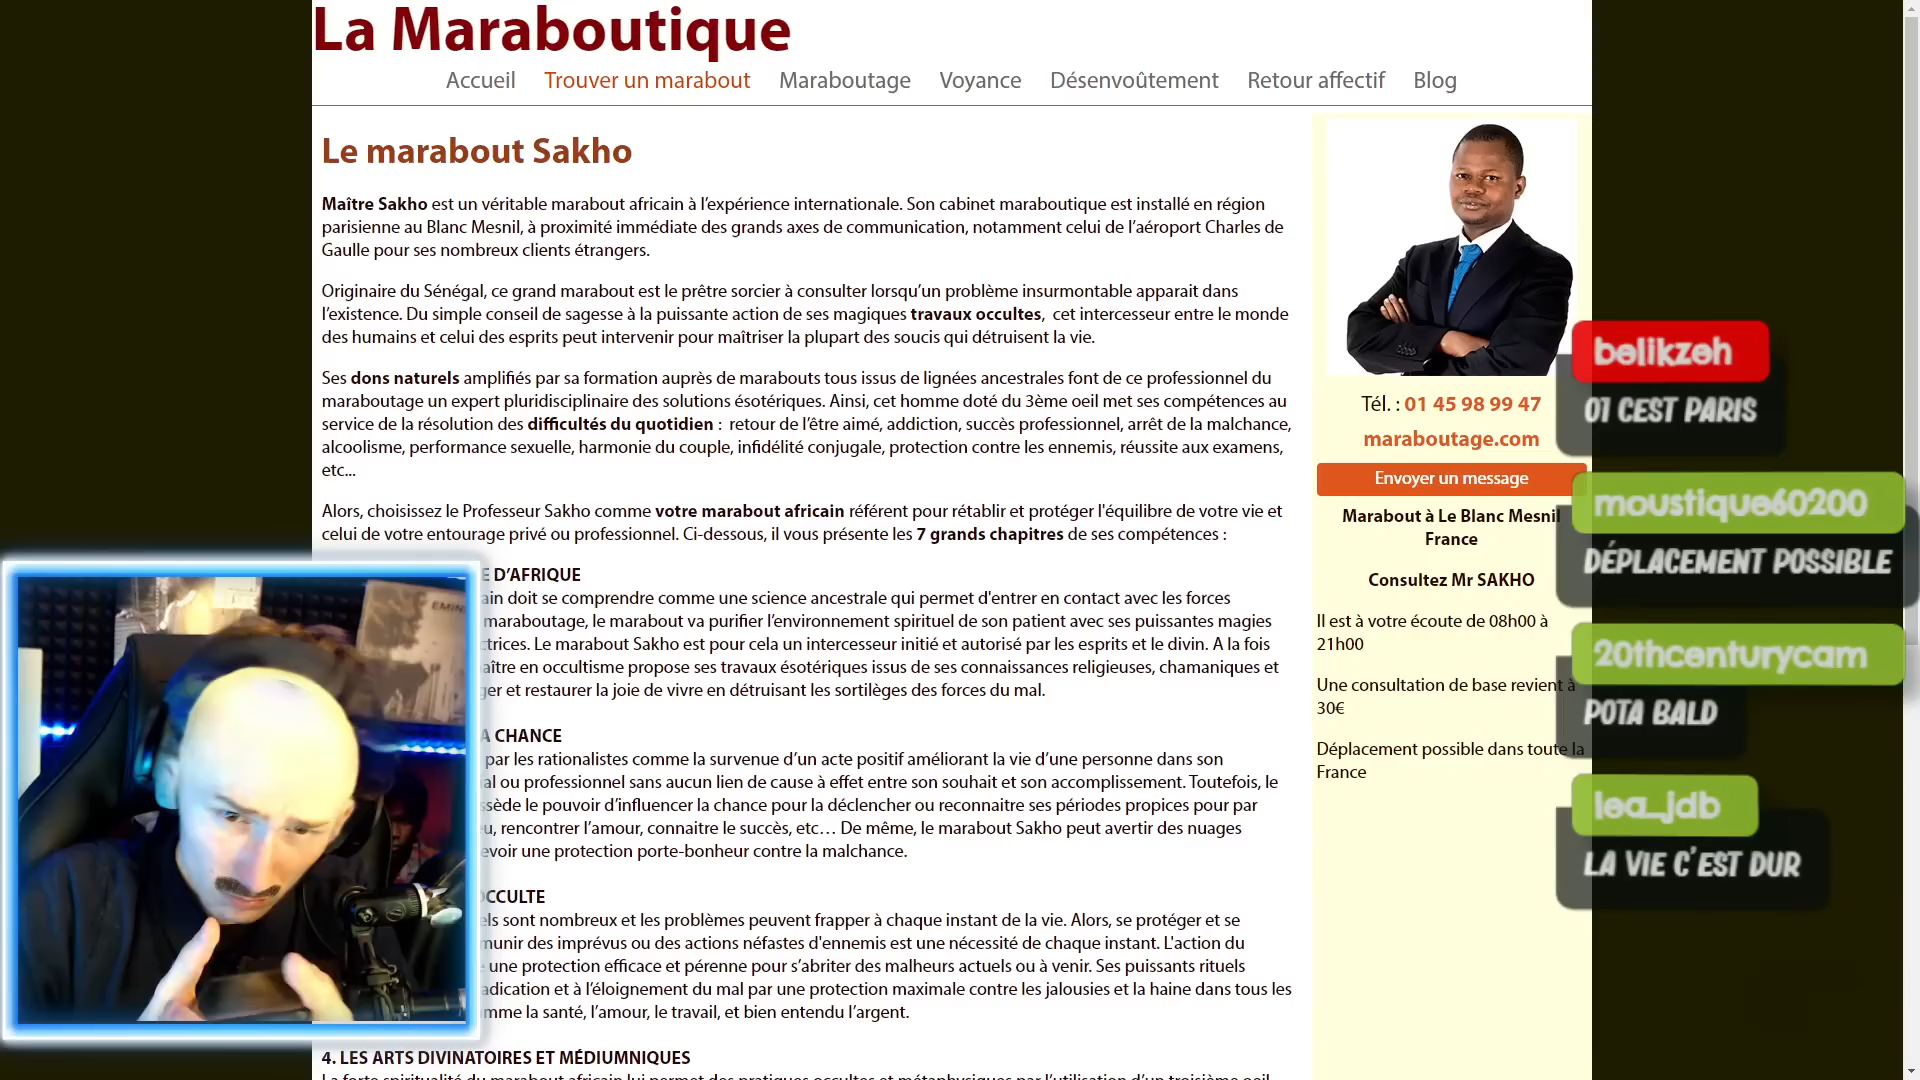 La Maraboutique
Accueil Trouver un marabout Maraboutage Voyance Désenvoûtement Retour affectif Blog
Le marabout Sakho
Maître Sakho est un véritable marabout africain à l’expérience internationale. Son cabinet maraboutique est installé en région
parisienne au Blanc Mesnil, à proximité immédiate des grands axes de communication, notamment celui de l’aéroport Charles de
Gaulle pour ses nombreux clients étrangers.
Originaire du Sénégal, ce grand marabout est le prêtre sorcier à consulter lorsqu’un problème insurmontable apparait dans
l’existence. Du simple conseil de sagesse à la puissante action de ses magiques travaux occultes, cet intercesseur entre le monde
des humains et celui des esprits peut intervenir pour maîtriser la plupart des soucis qui détruisent la vie.
Ses dons naturels amplifiés par sa formation auprès de marabouts tous issus de lignées ancestrales font de ce professionnel du
maraboutage un expert pluridisciplinaire des solutions ésotériques. Ainsi, cet homme doté du 3ème oeil met ses compétences au
service de la résolution des difficultés du quotidien : retour de l’être aimé, addiction, succès professionnel, arrêt de la malchance,
alcoolisme, performance sexuelle, harmonie du couple, infidélité conjugale, protection contre les ennemis, réussite aux examens,
etc...
Alors, choisissez le Professeur Sakho comme votre marabout africain référent pour rétablir et protéger l'équilibre de votre vie et
celui de votre entourage privé ou professionnel. Ci-dessous, il vous présente les 7 grands chapitres de ses compétences :
D’AFRIQUE
doit se comprendre comme une science ancestrale qui permet d'entrer en contact avec les forces
maraboutage, le marabout va purifier l’environnement spirituel de son patient avec ses puissantes magies
Le marabout Sakho est pour cela un intercesseur initié et autorisé par les esprits et le divin. A la fois
en occultisme propose ses travaux ésotériques issus de ses connaissances religieuses, chamaniques et
et restaurer la joie de vivre en détruisant les sortilèges des forces du mal.
CHANCE
par les rationalistes comme la survenue d’un acte positif améliorant la vie d’une personne dans son
ou professionnel sans aucun lien de cause à effet entre son souhait et son accomplissement. Toutefois, le
le pouvoir d’influencer la chance pour la déclencher ou reconnaitre ses périodes propices pour par
rencontrer l’amour, connaitre le succès, etc… De même, le marabout Sakho peut avertir des nuages
une protection porte-bonheur contre la malchance.
OCCULTE
sont nombreux et les problèmes peuvent frapper à chaque instant de la vie. Alors, se protéger et se
munir des imprévus ou des actions néfastes d'ennemis est une nécessité de chaque instant. L'action du
une protection efficace et pérenne pour s’abriter des malheurs actuels ou à venir. Ses puissants rituels
et à l’éloignement du mal par une protection maximale contre les jalousies et la haine dans tous les
la santé, l’amour, le travail, et bien entendu l’argent.
4. LES ARTS DIVINATOIRES ET MÉDIUMNIQUES
La forte spiritualité du marabout africain lui permet des pratiques occultes et métaphysiques par l’utilisation d’un troisième oeil
Tél. : 01 45 98 99 47
maraboutage.com
Envoyer un message
Marabout à Le Blanc Mesnil
France
Consultez Mr SAKHO
Il est à votre écoute de 08h00 à
21h00
Une consultation de base revient à
30€
Déplacement possible dans toute la
France
belikzeh
01 CEST PARIS
moustique60200
DÉPLACEMENT POSSIBLE
20thcenturycam
POTA BALD
lea_jdb
LA VIE C'EST DUR